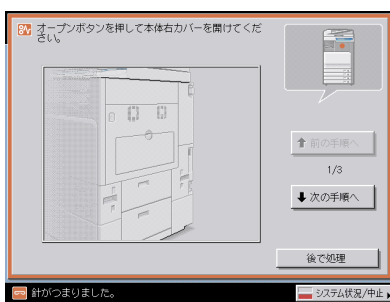 オープンボタンを押して本体右カバーを開けてくだ
さい。
前の手順へ
1/3
次の手順へ
後で処理
針がつまりました。
システム状況/中止